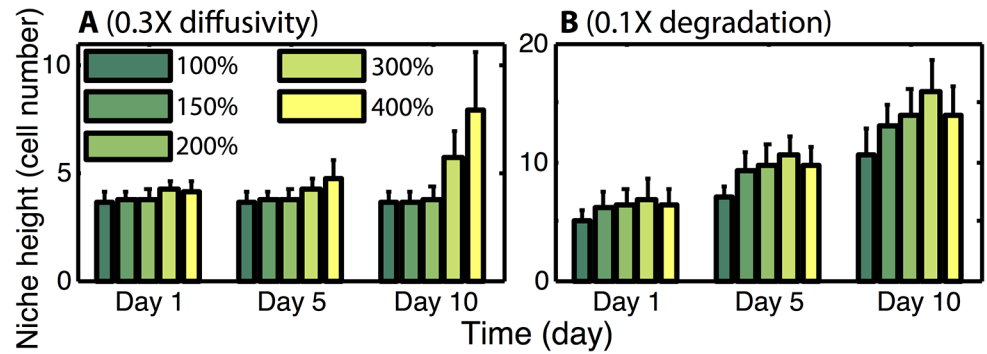 A (0.3X diffusivity)
B (0.1X degradation)
Niche height (cell number)
10
5
0
100%
150%
200%
300%
400%
Day 1
Day 5
Day 10
20
10
0
Day 1
Day 5
Day 10
Time (day)